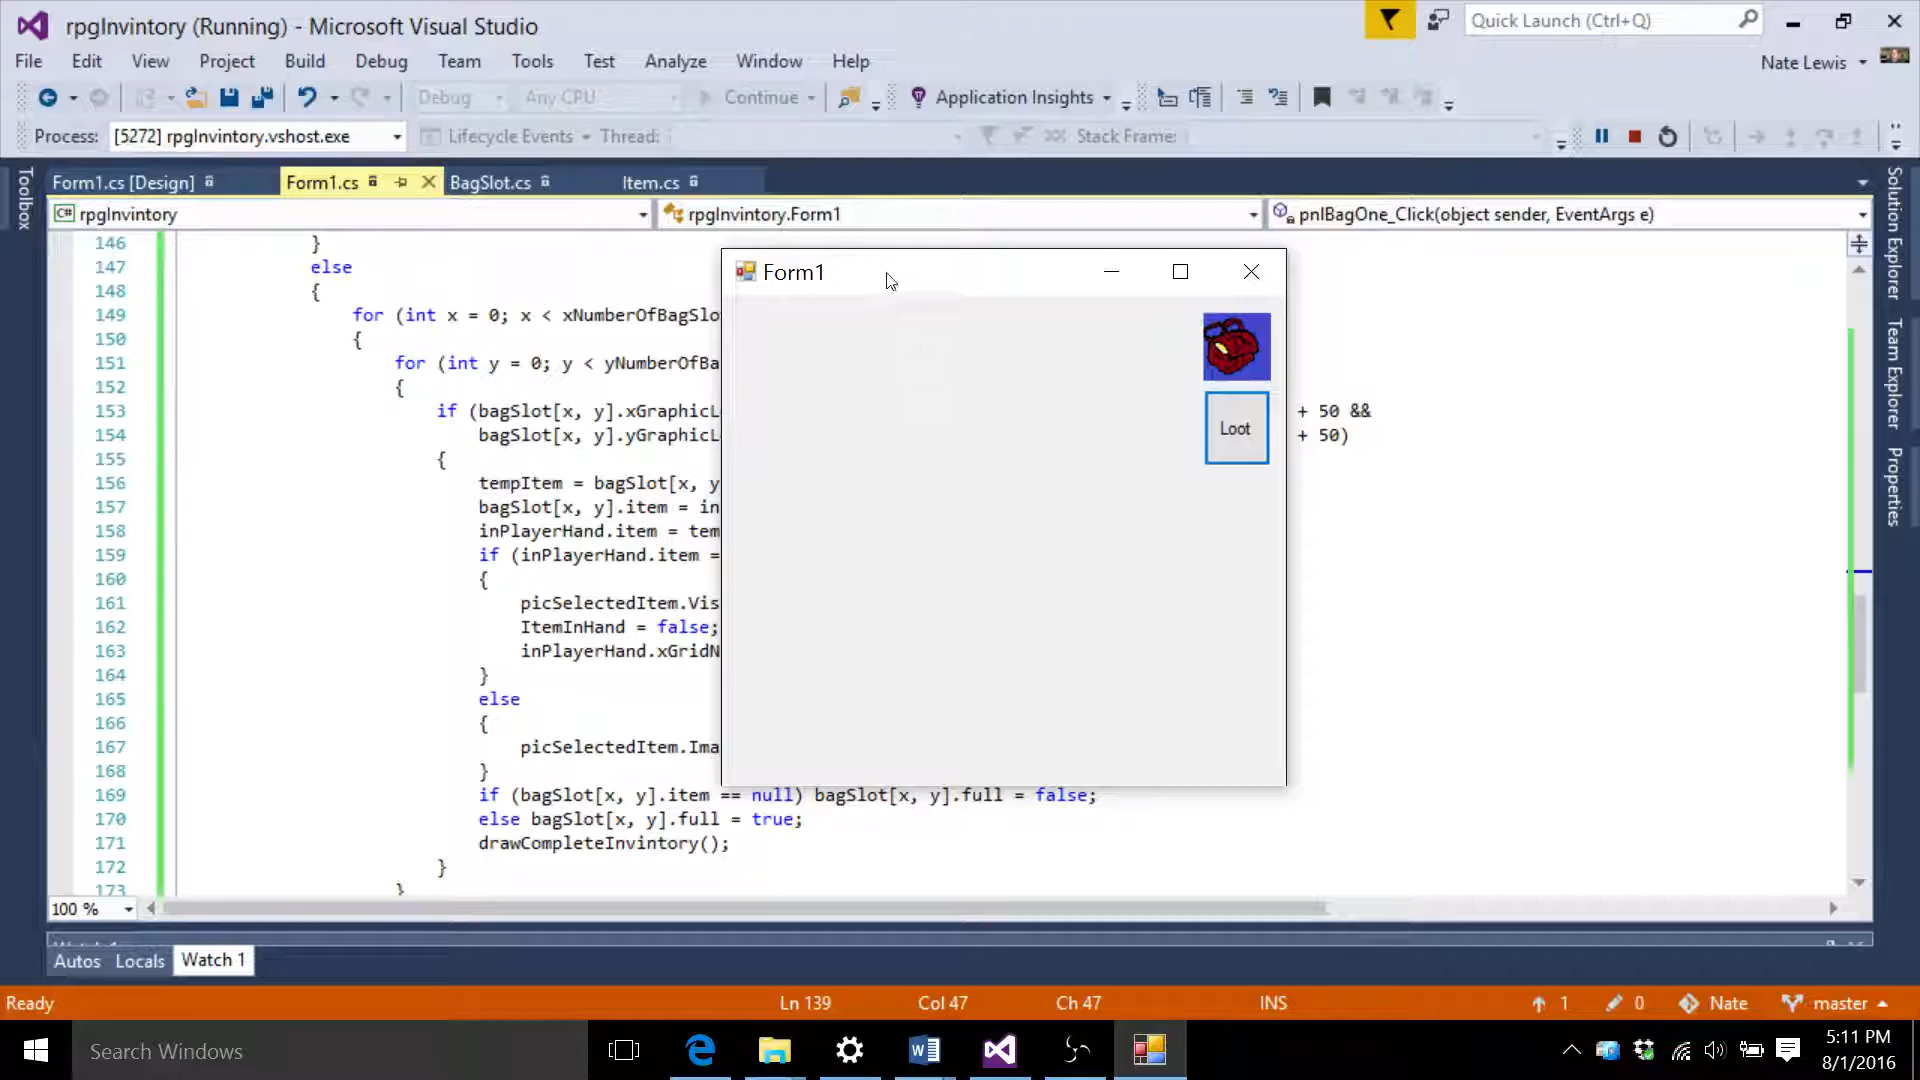 rpgInvintory (Running) - Microsoft Visual Studio
Quick Launch (Ctrl+Q)
File Edit View Project Build Debug Team Tools Test Analyze Window Help
Nate Lewis
Debug Any CPU Continue Application Insights
Process: [5272] rpgInvintory.vshost.exe Lifecycle Events Thread: Stack Frame:
Form1.cs [Design] Form1.cs BagSlot.cs Item.cs
rpgInvintory rpgInvintory.Form1 pnlBagOne_Click(object sender, EventArgs e)
Toolbox
Solution Explorer
Team Explorer
Properties
146 }
147 else
148 {
149 for (int x = 0; x < xNumberOfBagSlo
150 {
151 for (int y = 0; y < yNumberOfBa
152 {
153 if (bagSlot[x, y].xGraphicL + 50 &&
154 bagSlot[x, y].yGraphicL + 50)
155 {
156 tempItem = bagSlot[x, y
157 bagSlot[x, y].item = in
158 inPlayerHand.item = tem
159 if (inPlayerHand.item =
160 {
161 picSelectedItem.Vis
162 ItemInHand = false;
163 inPlayerHand.xGridN
164 }
165 else
166 {
167 picSelectedItem.Ima
168 }
169 if (bagSlot[x, y].item == null) bagSlot[x, y].full = false;
170 else bagSlot[x, y].full = true;
171 drawCompleteInvintory();
172 }
173 }
Form1
Loot
100 %
Autos Locals Watch 1
Ready Ln 139 Col 47 Ch 47 INS 1 0 Nate master
Search Windows
5:11 PM
8/1/2016